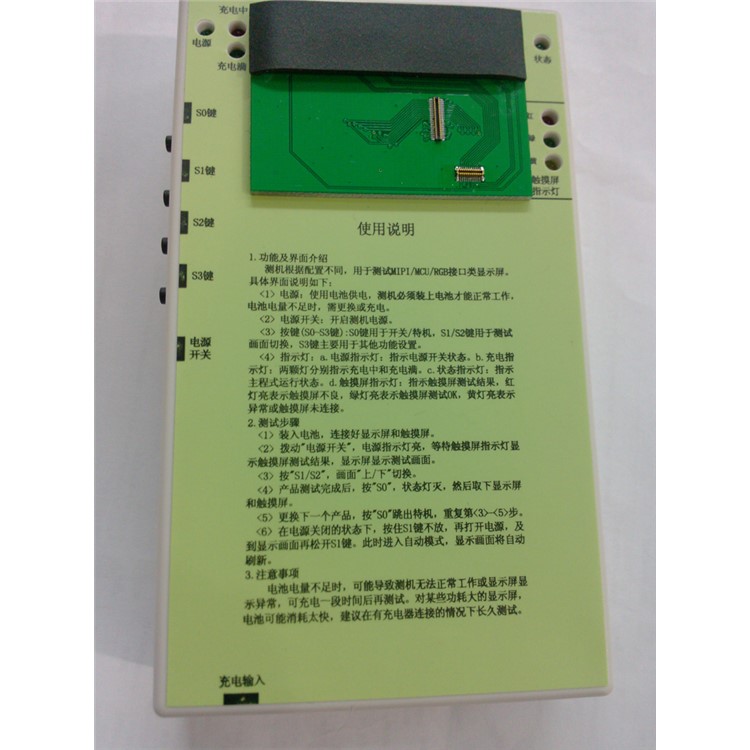 充电中
电源
充电满
状态
红
绿
黄
触摸屏
指示灯
S0键
S1键
S2键
S3键
电源
开关
使用说明
1.功能及界面介绍
测机根据配置不同，用于测试MIPI/MCU/RGB接口类显示屏。
具体界面说明如下：
<1> 电源：使用电池供电，测机必须装上电池才能正常工作，
电池电量不足时，需更换或充电。
<2> 电源开关：开启测机电源。
<3> 按键(S0-S3键):S0键用于开关/待机，S1/S2键用于测试
画面切换，S3键主要用于其他功能设置。
<4> 指示灯：a.电源指示灯：指示电源开关状态。b.充电指
示灯：两颗灯分别指示充电中和充电满。c.状态指示灯：指示
主程式运行状态。d.触摸屏指示灯：指示触摸屏测试结果，红
灯亮表示触摸屏不良，绿灯亮表示触摸屏测试OK，黄灯亮表示
异常或触摸屏未连接。
2.测试步骤
<1> 装入电池，连接好显示屏和触摸屏。
<2> 拨动"电源开关"，电源指示灯亮，等待触摸屏指示灯显
示触摸屏测试结果，显示屏显示测试画面。
<3> 按"S1/S2"，画面"上/下"切换。
<4> 产品测试完成后，按"S0"，状态灯灭，然后取下显示屏
和触摸屏。
<5> 更换下一个产品，按"S0"跳出待机，重复第<3>-<5>步。
<6> 在电源关闭的状态下，按住S1键不放，再打开电源，及
到显示画面再松开S1键。此时进入自动模式，显示画面将自动
刷新。
3.注意事项
电池电量不足时，可能导致测机无法正常工作或显示屏显
示异常，可充电一段时间后再测试。对某些功耗大的显示屏，
电池可能消耗太快，建议在有充电器连接的情况下长久测试。
充电输入